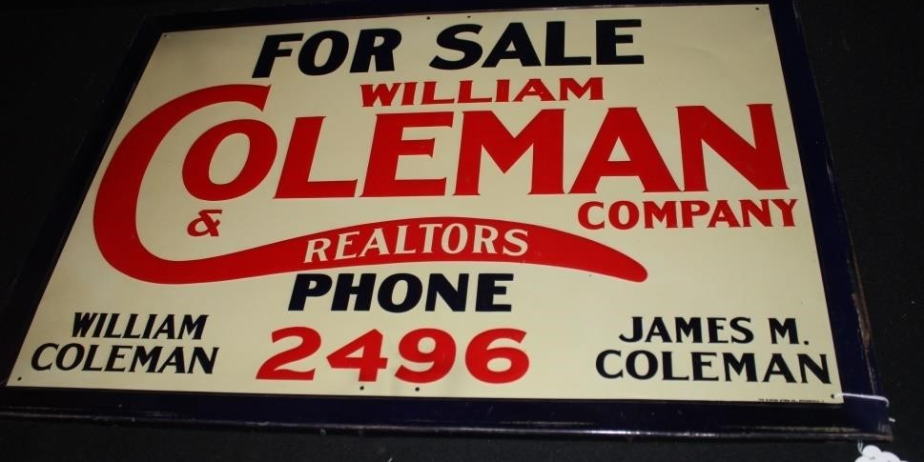 FOR SALE
WILLIAM
COLEMAN
& COMPANY
REALTORS
PHONE
2496
WILLIAM
COLEMAN
JAMES M.
COLEMAN